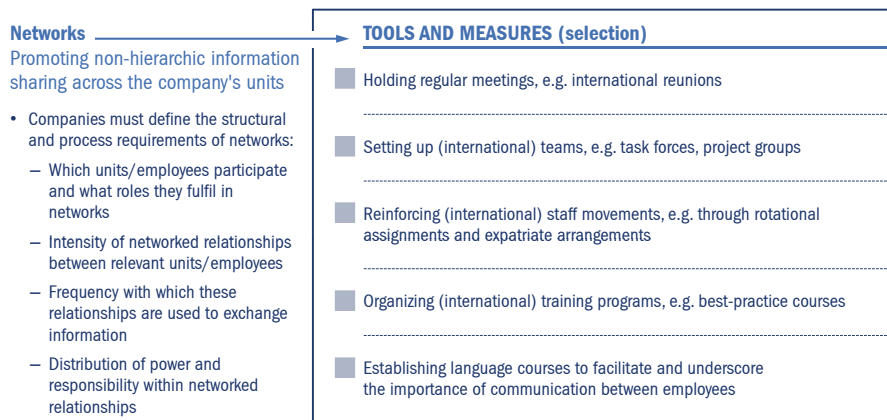 Networks
Promoting non-hierarchic information
sharing across the company's units
• Companies must define the structural
and process requirements of networks:
– Which units/employees participate
and what roles they fulfil in
networks
– Intensity of networked relationships
between relevant units/employees
– Frequency with which these
relationships are used to exchange
information
– Distribution of power and
responsibility within networked
relationships
TOOLS AND MEASURES (selection)
Holding regular meetings, e.g. international reunions
Setting up (international) teams, e.g. task forces, project groups
Reinforcing (international) staff movements, e.g. through rotational
assignments and expatriate arrangements
Organizing (international) training programs, e.g. best-practice courses
Establishing language courses to facilitate and underscore
the importance of communication between employees